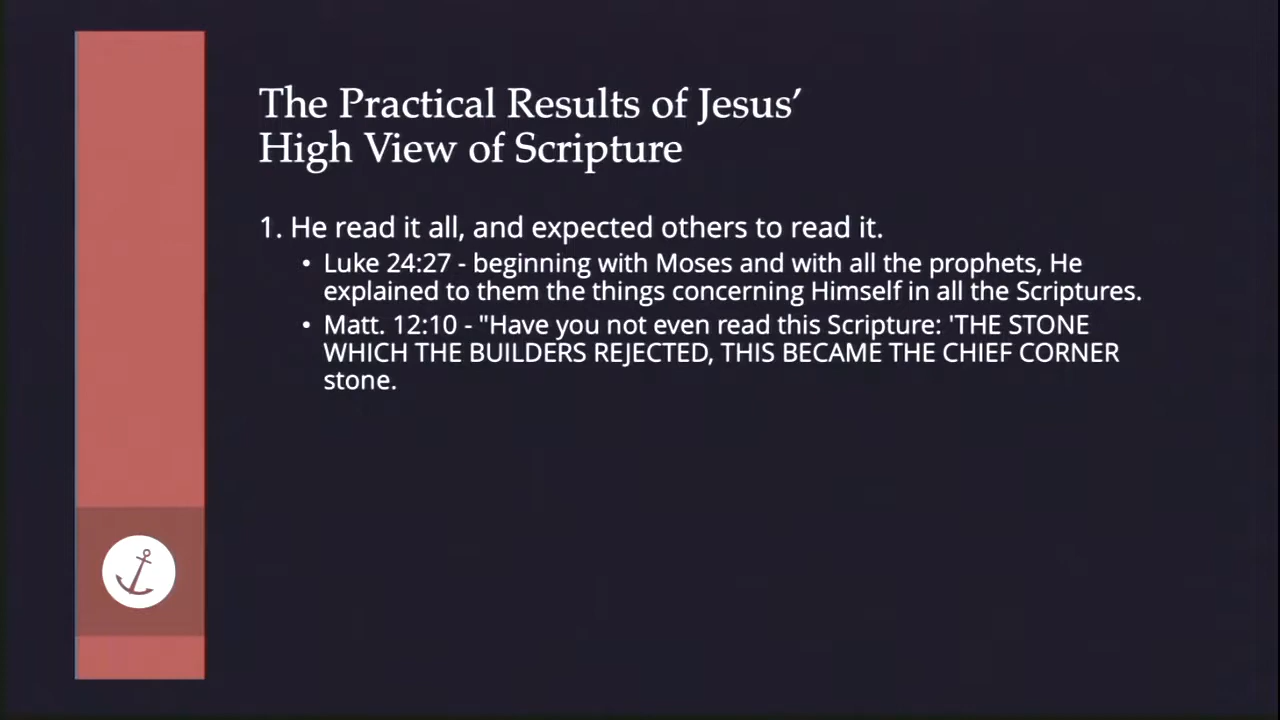 The Practical Results of Jesus’
High View of Scripture
1. He read it all, and expected others to read it.
• Luke 24:27 - beginning with Moses and with all the prophets, He
explained to them the things concerning Himself in all the Scriptures.
• Matt. 12:10 - "Have you not even read this Scripture: 'THE STONE
WHICH THE BUILDERS REJECTED, THIS BECAME THE CHIEF CORNER
stone.